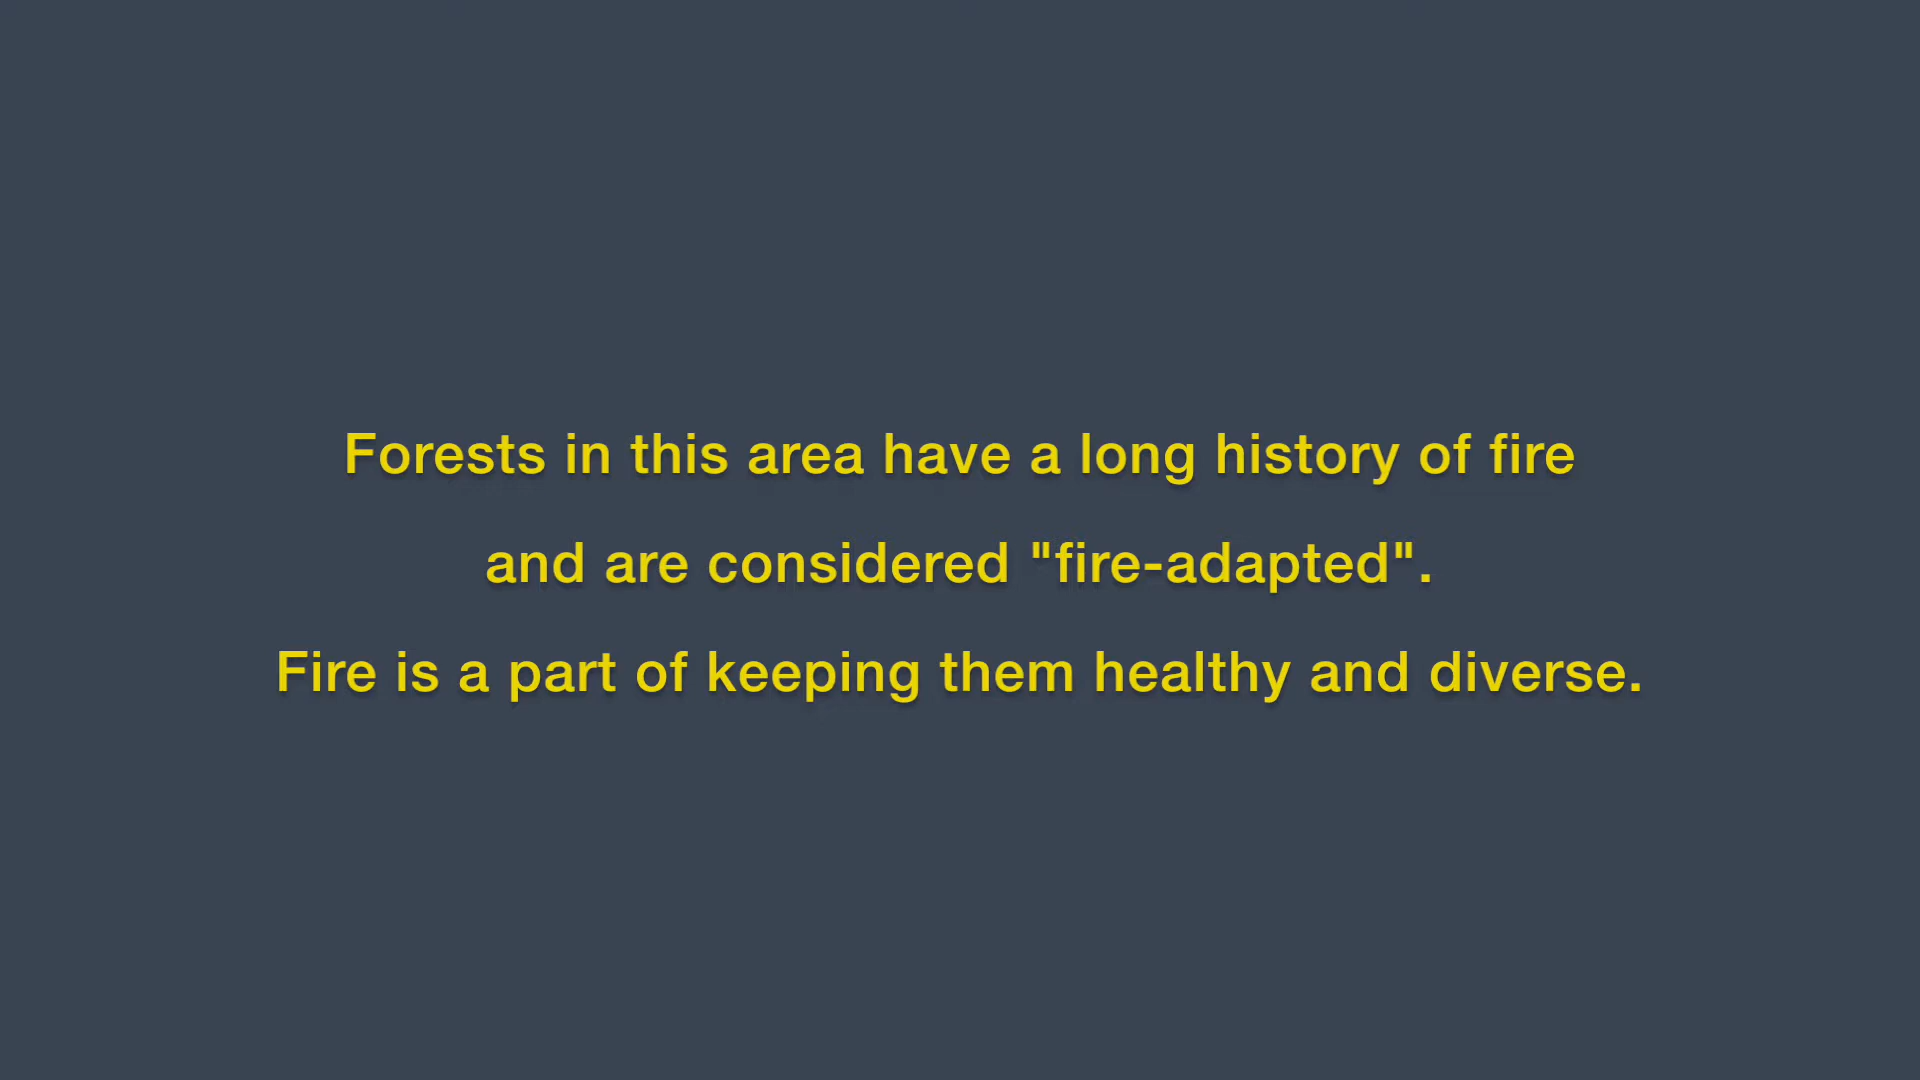 Forests in this area have a long history of fire
and are considered "fire-adapted".
Fire is a part of keeping them healthy and diverse.